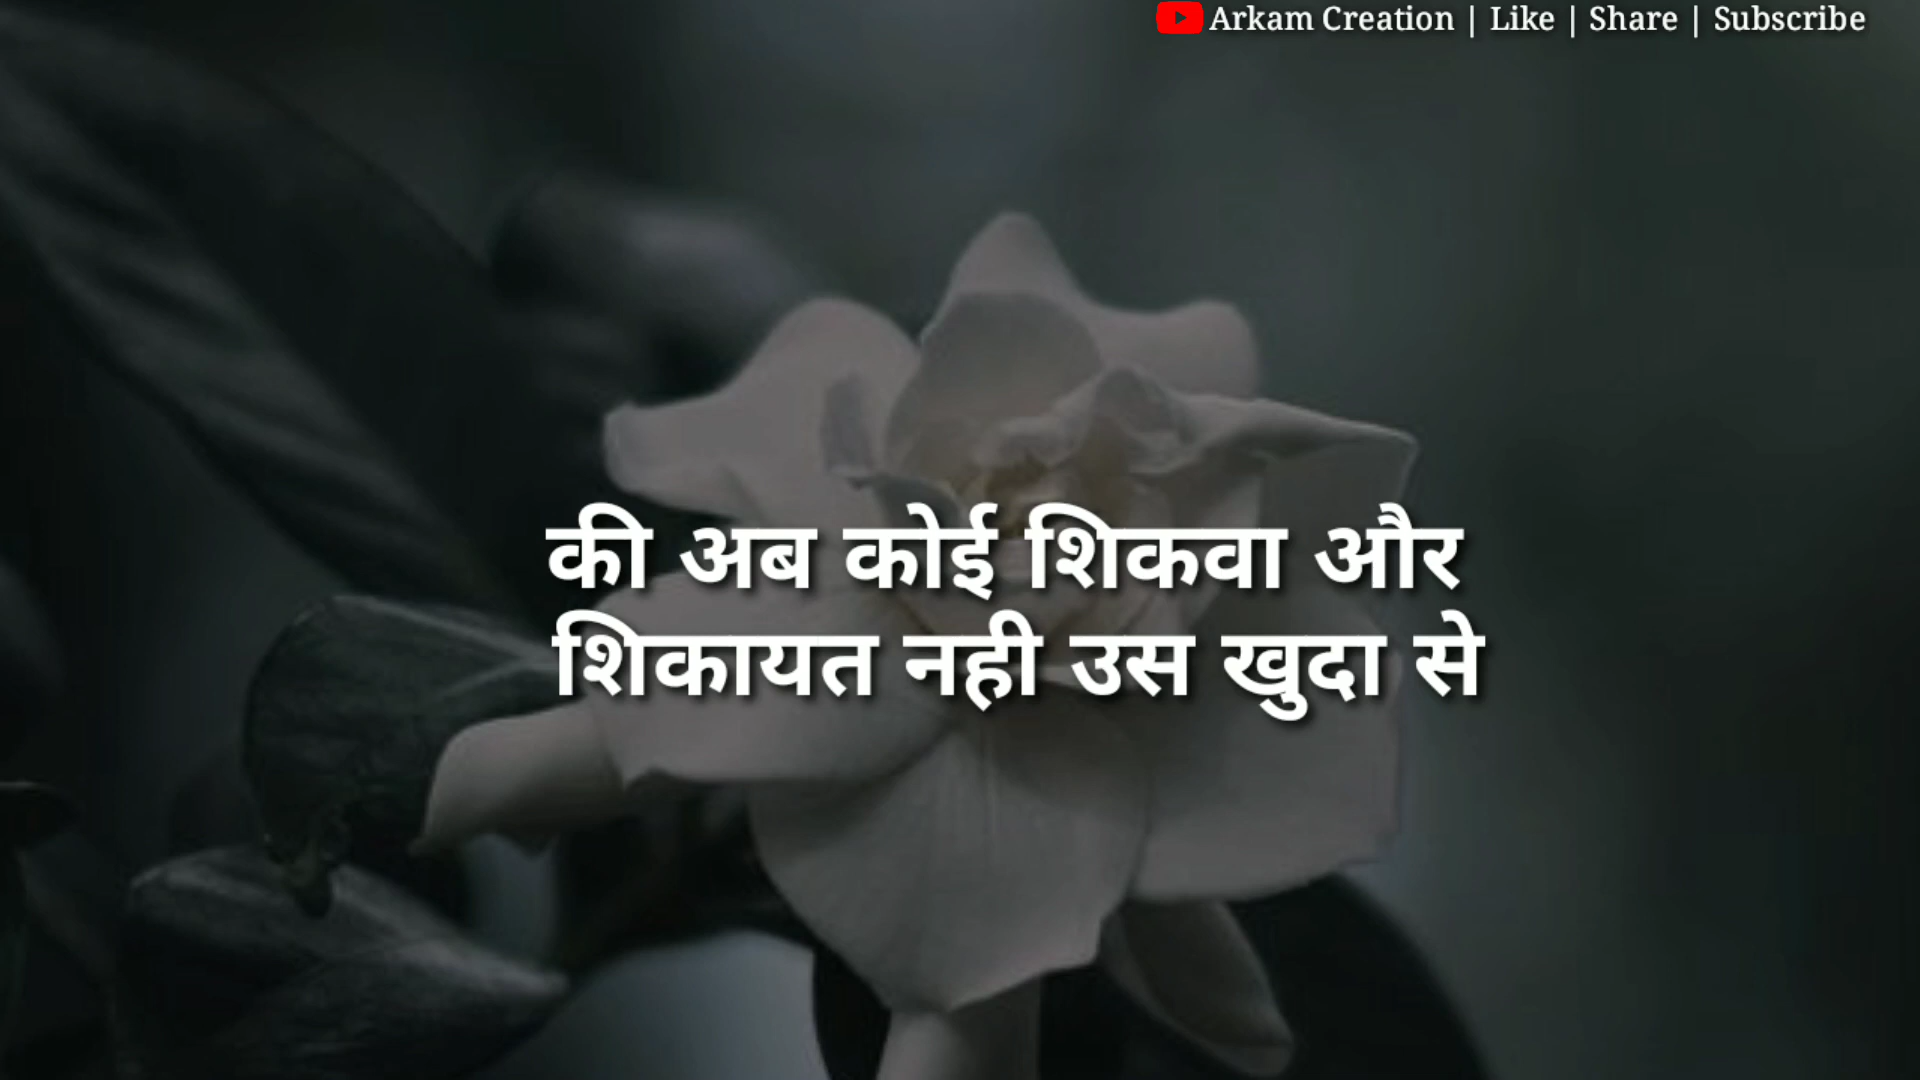 Arkam Creation | Like | Share | Subscribe
की अब कोई शिकवा और
शिकायत नही उस खुदा से